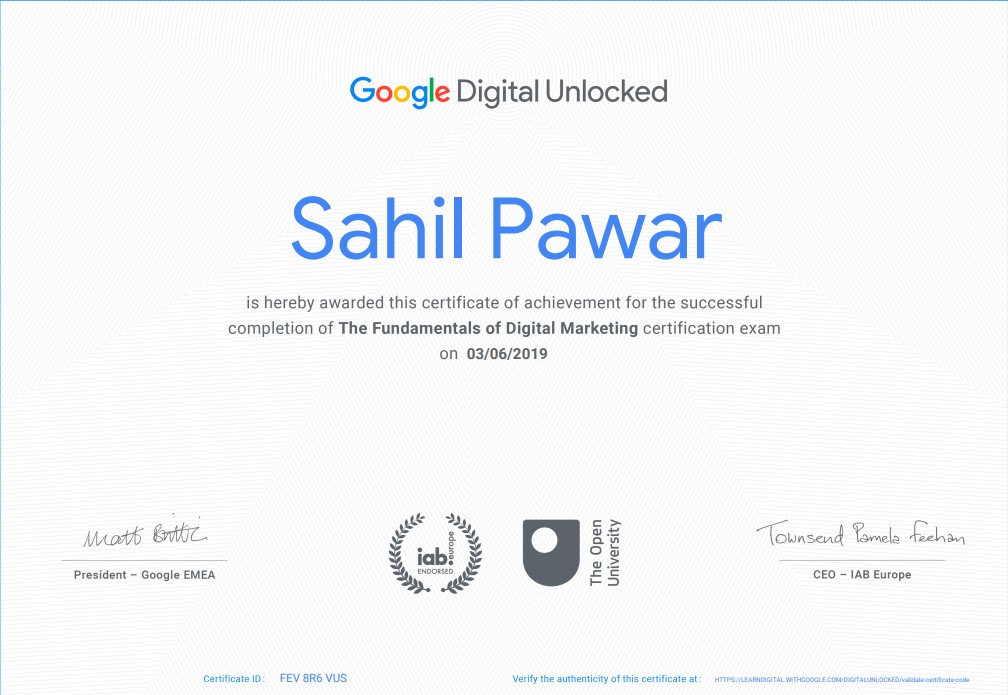 Google Digital Unlocked
Sahil Pawar
is hereby awarded this certificate of achievement for the successful
completion of The Fundamentals of Digital Marketing certification exam
on 03/06/2019
Matt Brittin
Townsend Pamela Feehan
President – Google EMEA
iab.europe
ENDORSED
The Open
University
CEO – IAB Europe
Certificate ID: FEV 8R6 VUS
Verify the authenticity of this certificate at: HTTPS://LEARNDIGITAL.WITHGOOGLE.COM/DIGITALUNLOCKED/validate-certificate-code